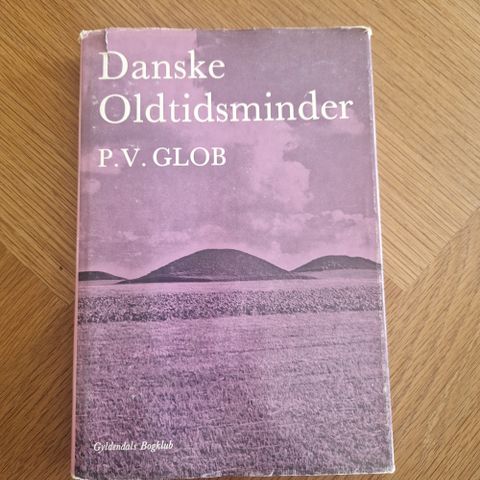 Danske
Oldtidsminder
P.V. GLOB
Gyldendals Bogklub